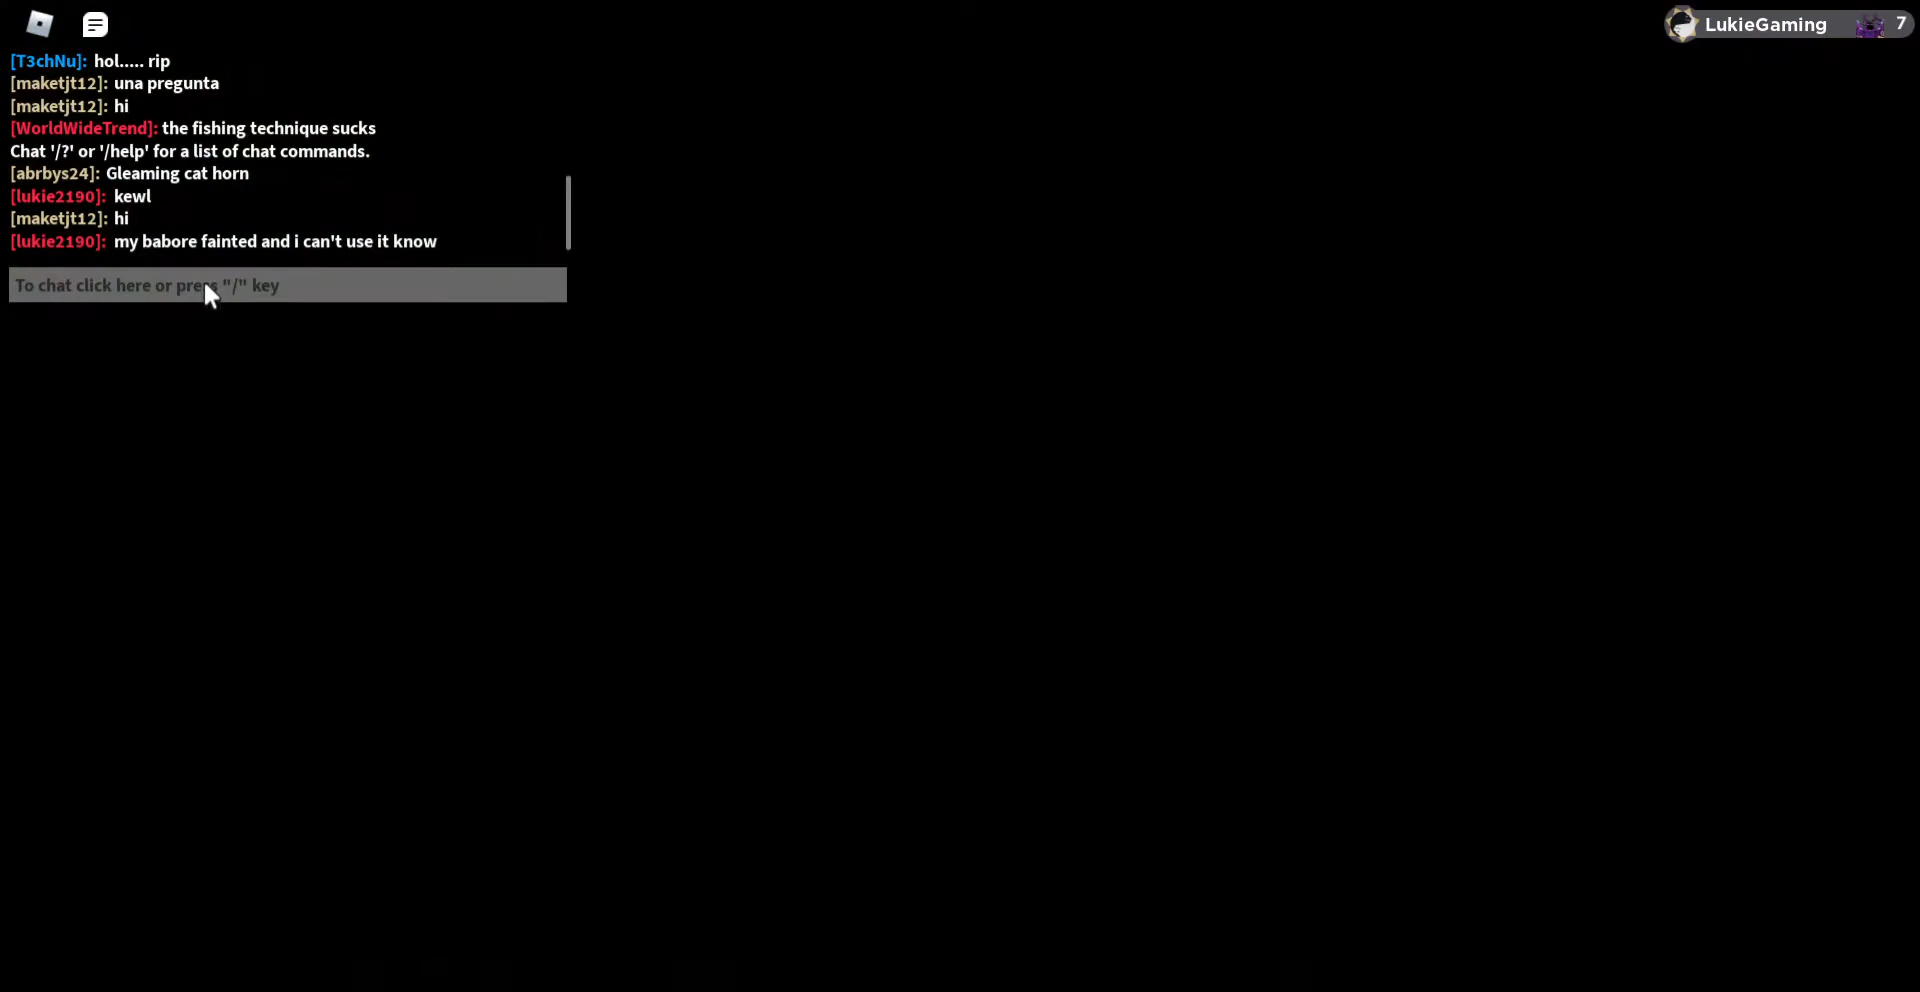 LukieGaming 7
[T3chNu]: hol..... rip
[maketjt12]: una pregunta
[maketjt12]: hi
[WorldWideTrend]: the fishing technique sucks
Chat '/?' or '/help' for a list of chat commands.
[abrbys24]: Gleaming cat horn
[lukie2190]: kewl
[maketjt12]: hi
[lukie2190]: my babore fainted and i can't use it know
To chat click here or press "/" key